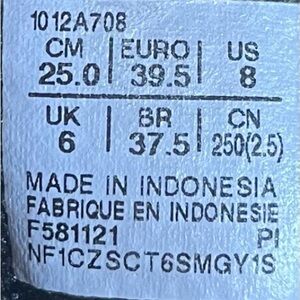 1012A708
CM EURO US
25.0 39.5 8
UK BR CN
6 37.5 250(2.5)
MADE IN INDONESIA
FABRIQUE EN INDONESIE
F581121 PI
NF1CZSCT6SMGY1S